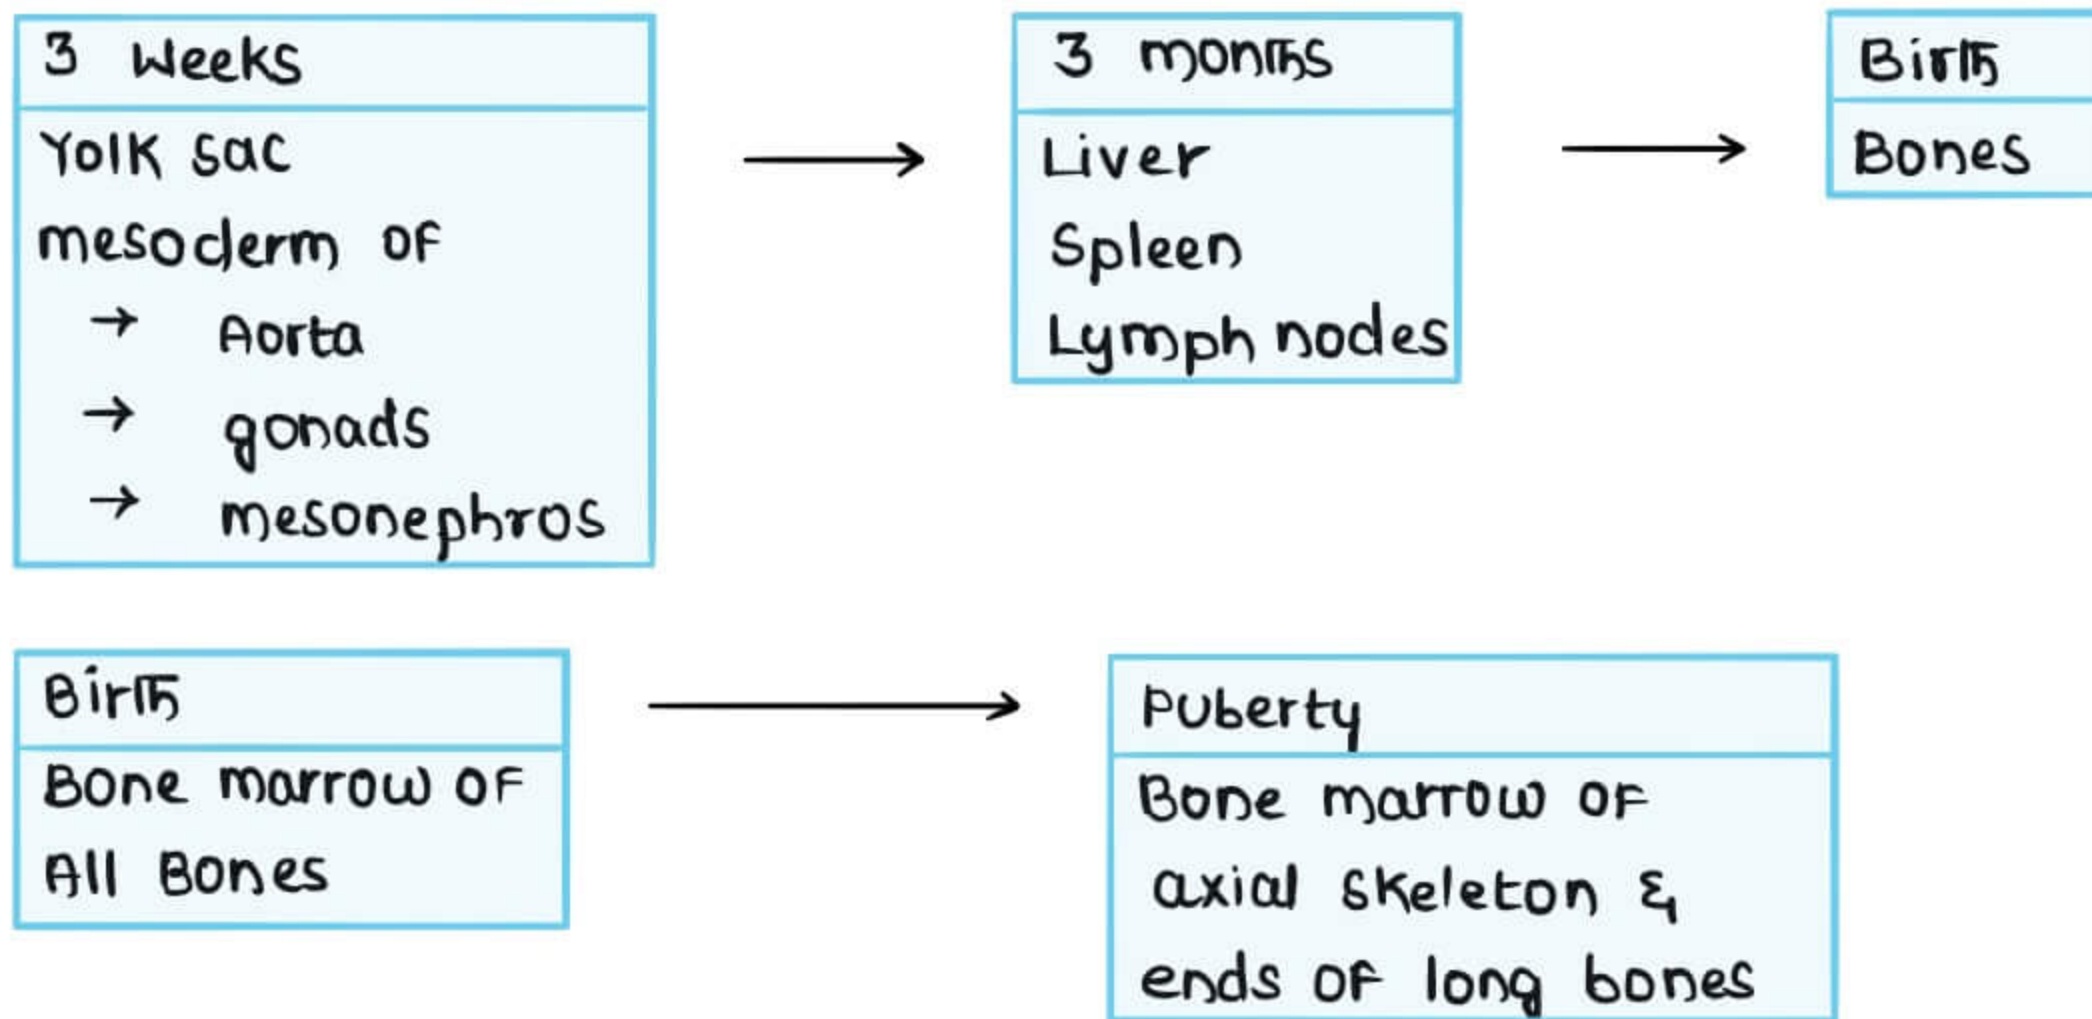 3 Weeks
Yolk sac
mesoderm of
→ Aorta
→ gonads
→ mesonephros
3 months
Liver
Spleen
Lymph nodes
Birth
Bones
Birth
Bone marrow of
All Bones
Puberty
Bone marrow of
axial skeleton &
ends of long bones